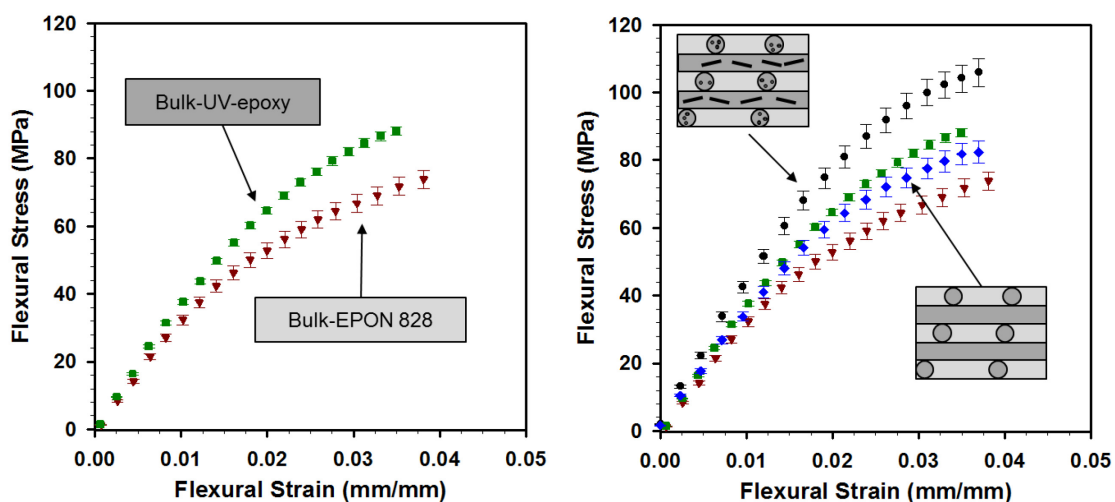 120
100
80
60
40
20
0
Flexural Stress (MPa)
Bulk-UV-epoxy
Bulk-EPON 828
0.00 0.01 0.02 0.03 0.04 0.05
Flexural Strain (mm/mm)
120
100
80
60
40
20
0
Flexural Stress (MPa)
0.00 0.01 0.02 0.03 0.04 0.05
Flexural Strain (mm/mm)